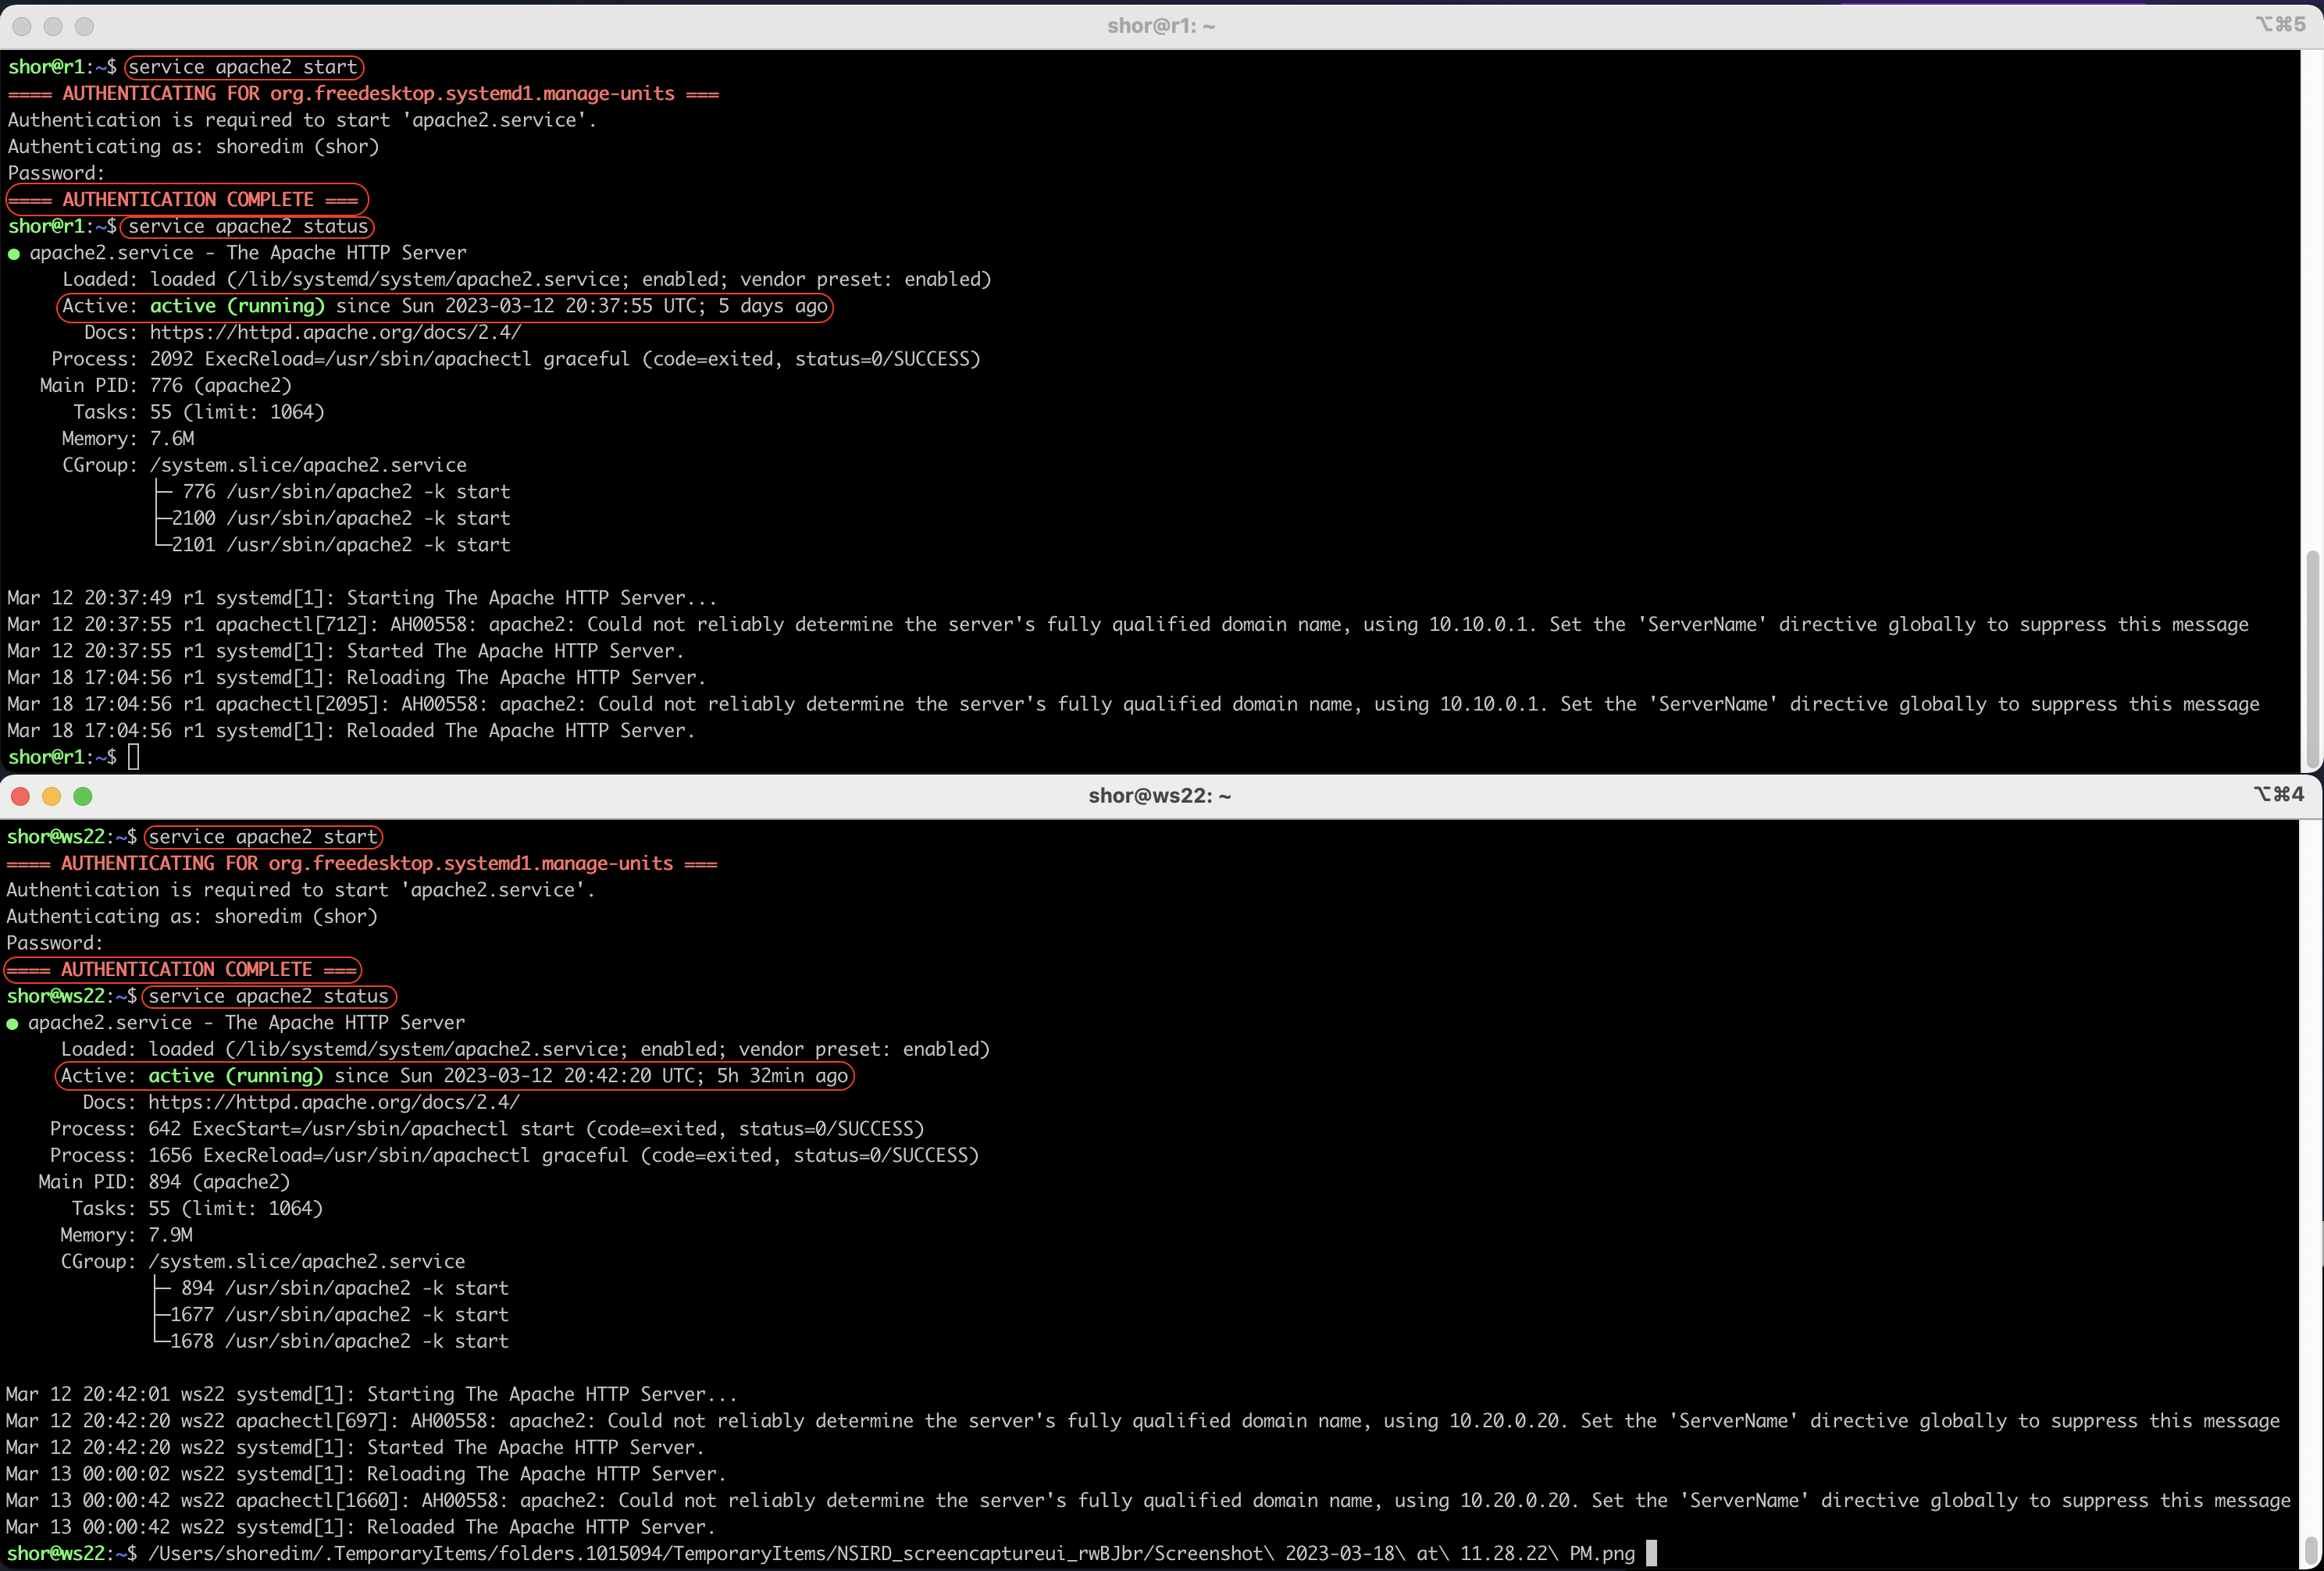 shor@r1: ~
⌥⌘5
shor@r1:~$ service apache2 start
==== AUTHENTICATING FOR org.freedesktop.systemd1.manage-units ===
Authentication is required to start 'apache2.service'.
Authenticating as: shoredim (shor)
Password:
==== AUTHENTICATION COMPLETE ===
shor@r1:~$ service apache2 status
● apache2.service - The Apache HTTP Server
     Loaded: loaded (/lib/systemd/system/apache2.service; enabled; vendor preset: enabled)
     Active: active (running) since Sun 2023-03-12 20:37:55 UTC; 5 days ago
       Docs: https://httpd.apache.org/docs/2.4/
    Process: 2092 ExecReload=/usr/sbin/apachectl graceful (code=exited, status=0/SUCCESS)
   Main PID: 776 (apache2)
      Tasks: 55 (limit: 1064)
     Memory: 7.6M
     CGroup: /system.slice/apache2.service
             ├─ 776 /usr/sbin/apache2 -k start
             ├─2100 /usr/sbin/apache2 -k start
             └─2101 /usr/sbin/apache2 -k start
Mar 12 20:37:49 r1 systemd[1]: Starting The Apache HTTP Server...
Mar 12 20:37:55 r1 apachectl[712]: AH00558: apache2: Could not reliably determine the server's fully qualified domain name, using 10.10.0.1. Set the 'ServerName' directive globally to suppress this message
Mar 12 20:37:55 r1 systemd[1]: Started The Apache HTTP Server.
Mar 18 17:04:56 r1 systemd[1]: Reloading The Apache HTTP Server.
Mar 18 17:04:56 r1 apachectl[2095]: AH00558: apache2: Could not reliably determine the server's fully qualified domain name, using 10.10.0.1. Set the 'ServerName' directive globally to suppress this message
Mar 18 17:04:56 r1 systemd[1]: Reloaded The Apache HTTP Server.
shor@r1:~$
shor@ws22: ~
⌥⌘4
shor@ws22:~$ service apache2 start
==== AUTHENTICATING FOR org.freedesktop.systemd1.manage-units ===
Authentication is required to start 'apache2.service'.
Authenticating as: shoredim (shor)
Password:
==== AUTHENTICATION COMPLETE ===
shor@ws22:~$ service apache2 status
● apache2.service - The Apache HTTP Server
     Loaded: loaded (/lib/systemd/system/apache2.service; enabled; vendor preset: enabled)
     Active: active (running) since Sun 2023-03-12 20:42:20 UTC; 5h 32min ago
       Docs: https://httpd.apache.org/docs/2.4/
    Process: 642 ExecStart=/usr/sbin/apachectl start (code=exited, status=0/SUCCESS)
    Process: 1656 ExecReload=/usr/sbin/apachectl graceful (code=exited, status=0/SUCCESS)
   Main PID: 894 (apache2)
      Tasks: 55 (limit: 1064)
     Memory: 7.9M
     CGroup: /system.slice/apache2.service
             ├─ 894 /usr/sbin/apache2 -k start
             ├─1677 /usr/sbin/apache2 -k start
             └─1678 /usr/sbin/apache2 -k start
Mar 12 20:42:01 ws22 systemd[1]: Starting The Apache HTTP Server...
Mar 12 20:42:20 ws22 apachectl[697]: AH00558: apache2: Could not reliably determine the server's fully qualified domain name, using 10.20.0.20. Set the 'ServerName' directive globally to suppress this message
Mar 12 20:42:20 ws22 systemd[1]: Started The Apache HTTP Server.
Mar 13 00:00:02 ws22 systemd[1]: Reloading The Apache HTTP Server.
Mar 13 00:00:42 ws22 apachectl[1660]: AH00558: apache2: Could not reliably determine the server's fully qualified domain name, using 10.20.0.20. Set the 'ServerName' directive globally to suppress this message
Mar 13 00:00:42 ws22 systemd[1]: Reloaded The Apache HTTP Server.
shor@ws22:~$ /Users/shoredim/.TemporaryItems/folders.1015094/TemporaryItems/NSIRD_screencaptureui_rwBJbr/Screenshot\ 2023-03-18\ at\ 11.28.22\ PM.png